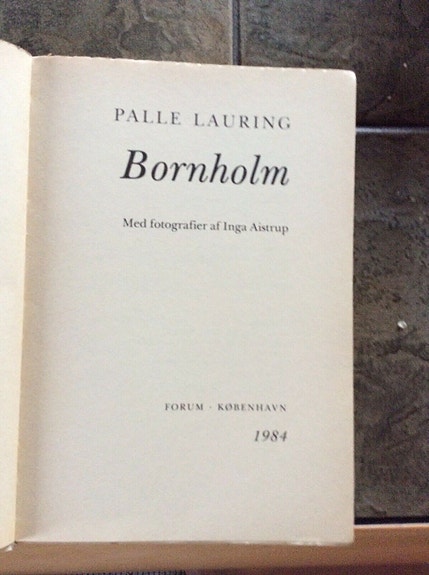 PALLE LAURING
Bornholm
Med fotografier af Inga Aistrup
FORUM · KØBENHAVN
1984